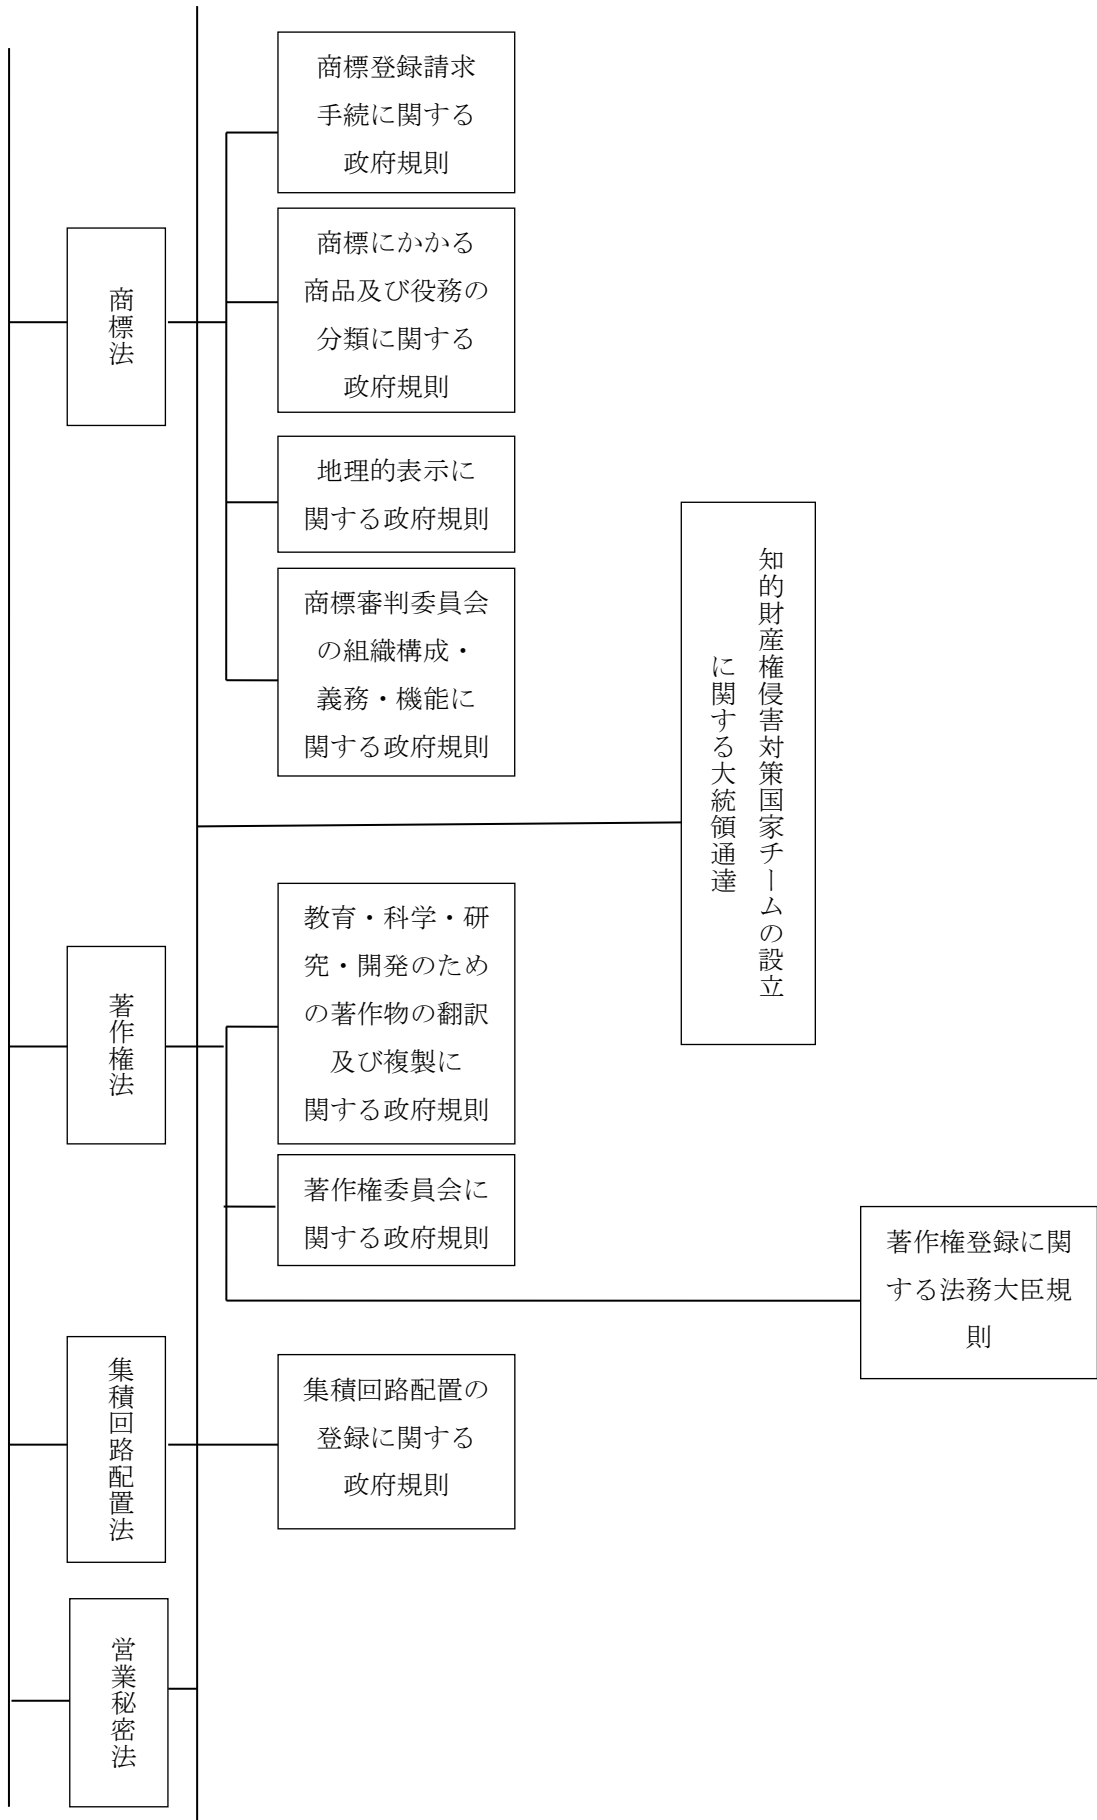 商標法
商標登録請求
手続に関する
政府規則
商標にかかる
商品及び役務の
分類に関する
政府規則
地理的表示に
関する政府規則
商標審判委員会
の組織構成・
義務・機能に
関する政府規則
知的財産権侵害対策国家チームの設立
に関する大統領通達
著作権法
教育・科学・研
究・開発のため
の著作物の翻訳
及び複製に
関する政府規則
著作権委員会に
関する政府規則
著作権登録に関
する法務大臣規
則
集積回路配置法
集積回路配置の
登録に関する
政府規則
営業秘密法